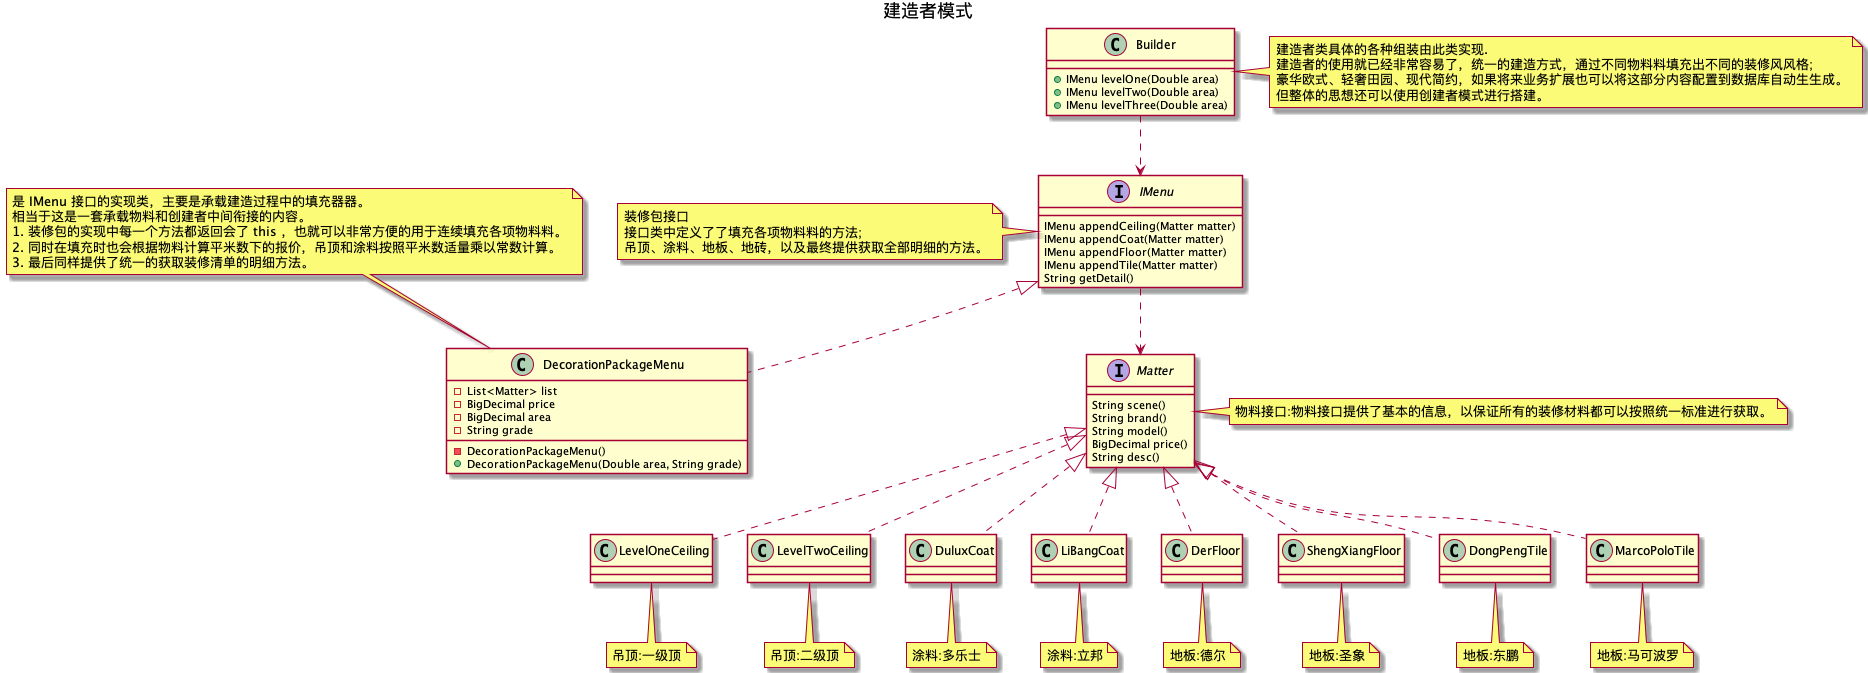 建造者模式
C Builder
IMenu levelOne(Double area)
IMenu levelTwo(Double area)
IMenu levelThree(Double area)
建造者类具体的各种组装由此类实现.
建造者的使用就已经非常容易了，统一的建造方式，通过不同物料料填充出不同的装修风风格;
豪华欧式、轻奢田园、现代简约，如果将来业务扩展也可以将这部分内容配置到数据库自动生生成。
但整体的思想还可以使用创建者模式进行搭建。
是 IMenu 接口的实现类，主要是承载建造过程中的填充器器。
相当于这是一套承载物料和创建者中间衔接的内容。
1. 装修包的实现中每一个方法都返回会了 this ，也就可以非常方便的用于连续填充各项物料料。
2. 同时在填充时也会根据物料计算平米数下的报价，吊顶和涂料按照平米数适量乘以常数计算。
3. 最后同样提供了统一的获取装修清单的明细方法。
装修包接口
接口类中定义了了填充各项物料料的方法;
吊顶、涂料、地板、地砖，以及最终提供获取全部明细的方法。
I IMenu
IMenu appendCeiling(Matter matter)
IMenu appendCoat(Matter matter)
IMenu appendFloor(Matter matter)
IMenu appendTile(Matter matter)
String getDetail()
C DecorationPackageMenu
List<Matter> list
BigDecimal price
BigDecimal area
String grade
DecorationPackageMenu()
DecorationPackageMenu(Double area, String grade)
I Matter
String scene()
String brand()
String model()
BigDecimal price()
String desc()
物料接口:物料接口提供了基本的信息，以保证所有的装修材料都可以按照统一标准进行获取。
C LevelOneCeiling
C LevelTwoCeiling
C DuluxCoat
C LiBangCoat
C DerFloor
C ShengXiangFloor
C DongPengTile
C MarcoPoloTile
吊顶:一级顶
吊顶:二级顶
涂料:多乐士
涂料:立邦
地板:德尔
地板:圣象
地板:东鹏
地板:马可波罗